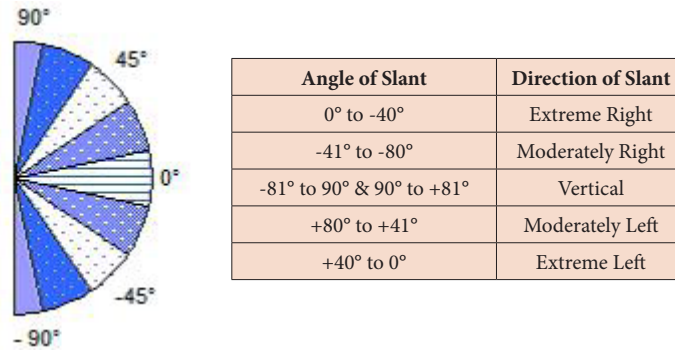 90°
45°
0°
-45°
- 90°
Angle of Slant Direction of Slant
0° to -40° Extreme Right
-41° to -80° Moderately Right
-81° to 90° & 90° to +81° Vertical
+80° to +41° Moderately Left
+40° to 0° Extreme Left